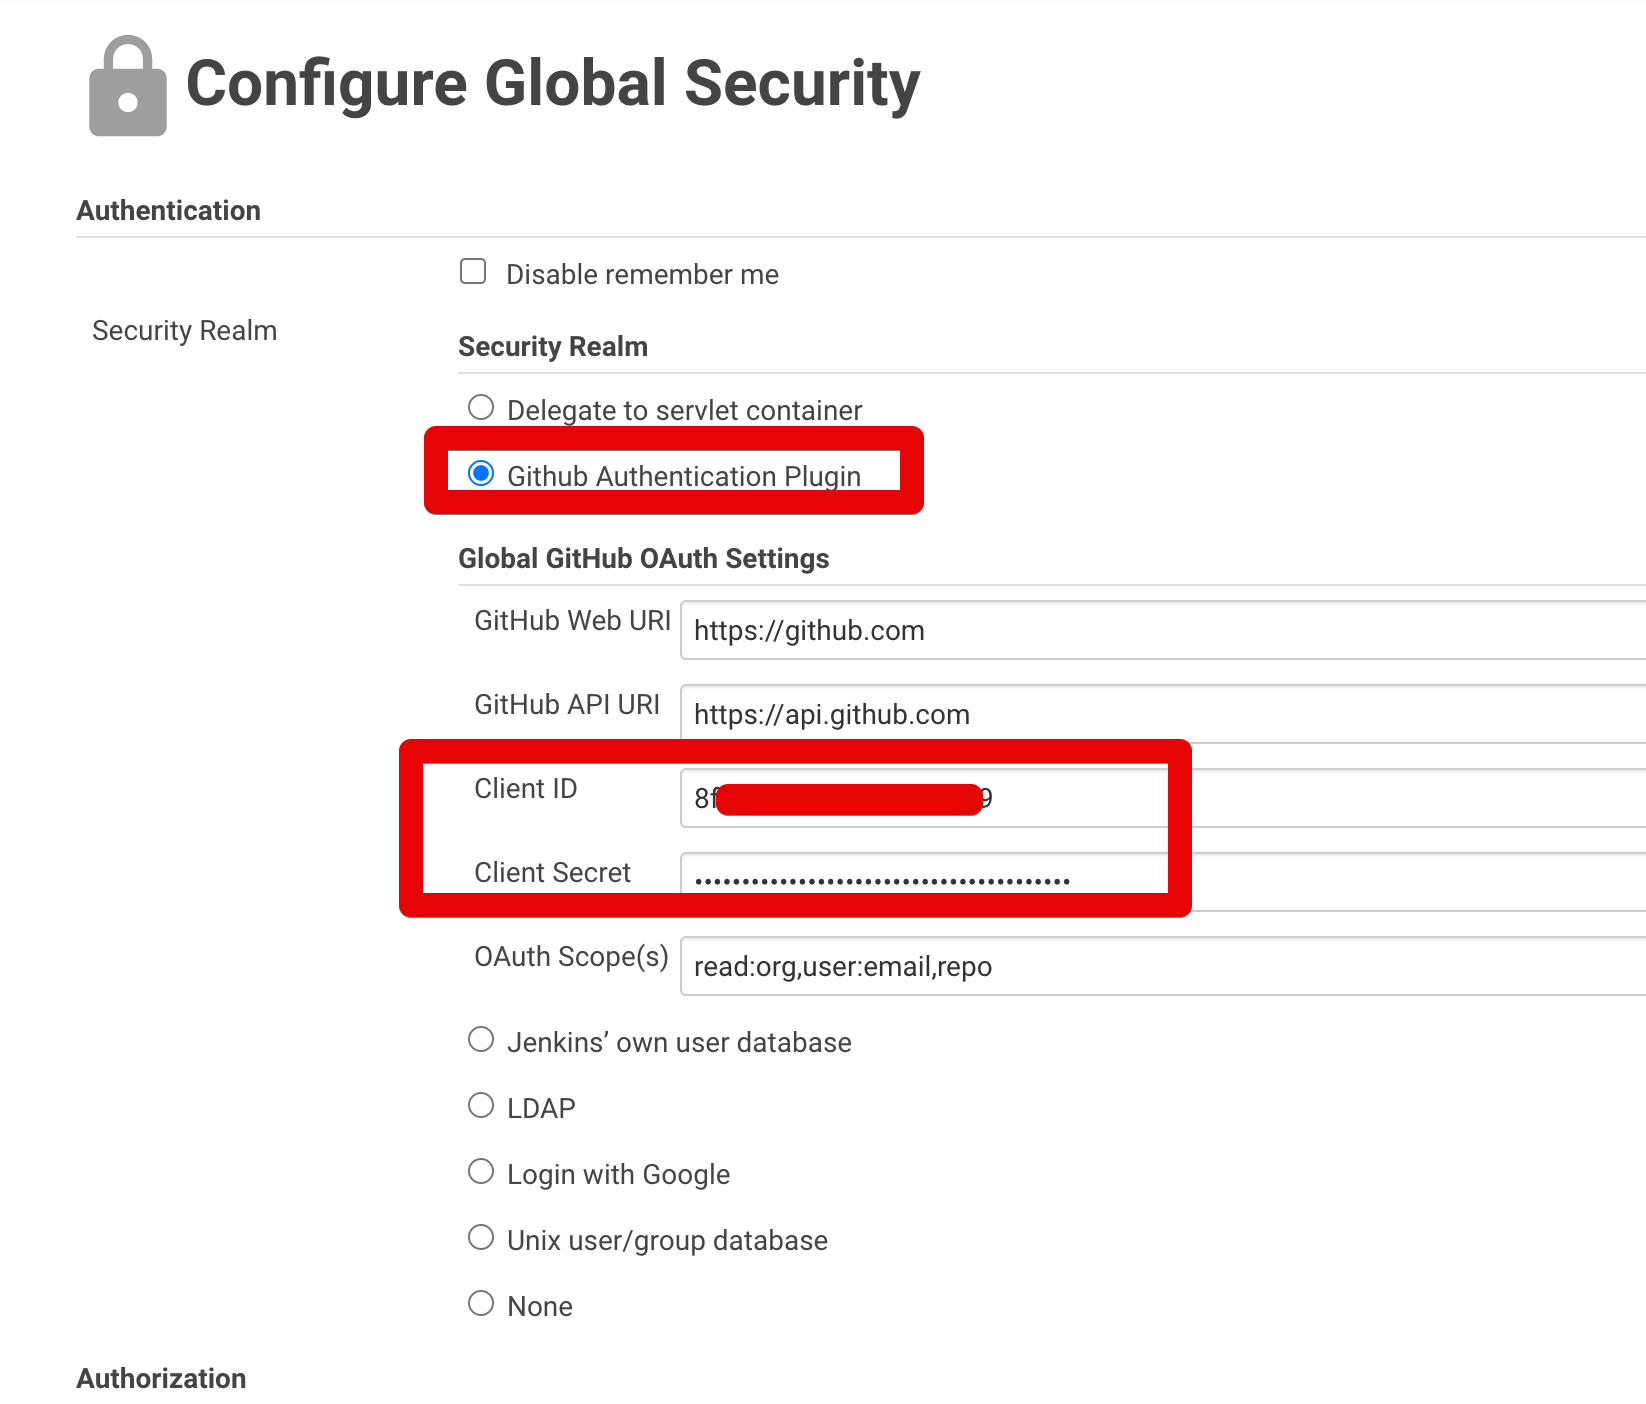 Configure Global Security
Authentication
Disable remember me
Security Realm
Security Realm
Delegate to servlet container
Github Authentication Plugin
Global GitHub OAuth Settings
GitHub Web URI https://github.com
GitHub API URI https://api.github.com
Client ID
Client Secret ••••••••••••••••••••••••••••••••••••••••
OAuth Scope(s) read:org,user:email,repo
Jenkins’ own user database
LDAP
Login with Google
Unix user/group database
None
Authorization